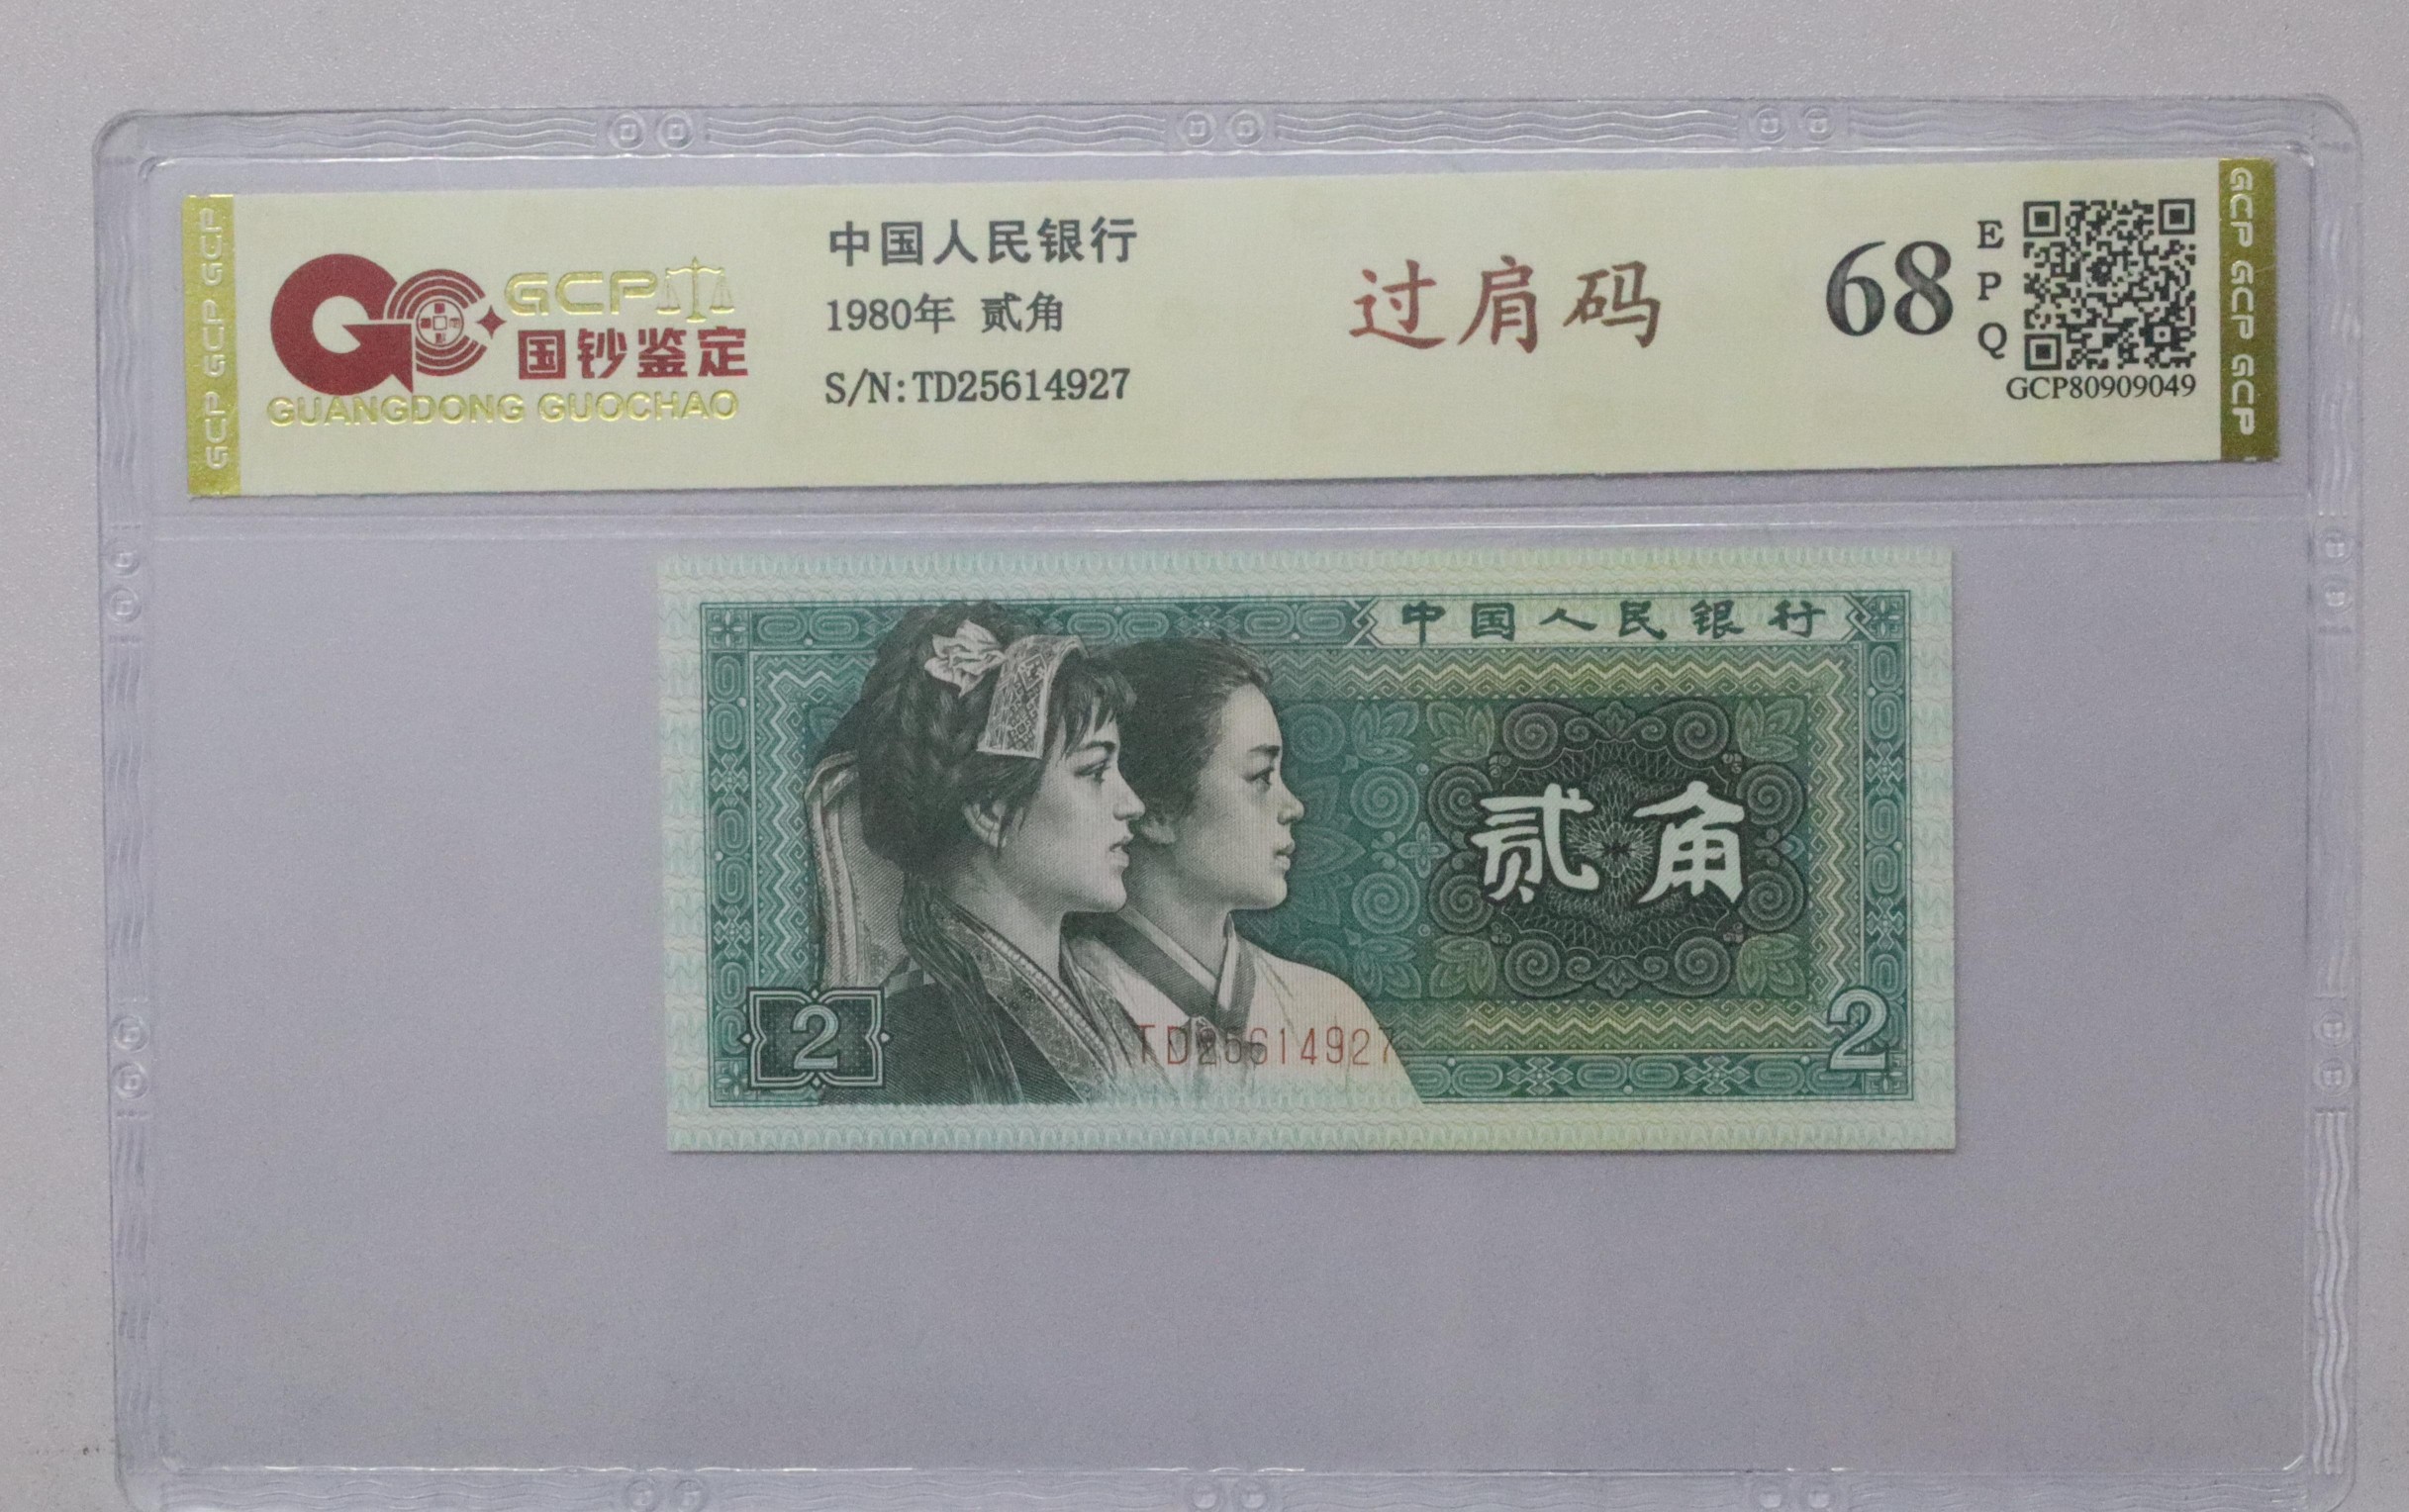 GCP GCP GCP
GCP
国钞鉴定
GUANGDONG GUOCHAO
中国人民银行
1980年 贰角
S/N:TD25614927
过肩码
68
E
P
Q
GCP80909049
GCP GCP GCP
中国人民银行
贰角
2
TD25614927
2